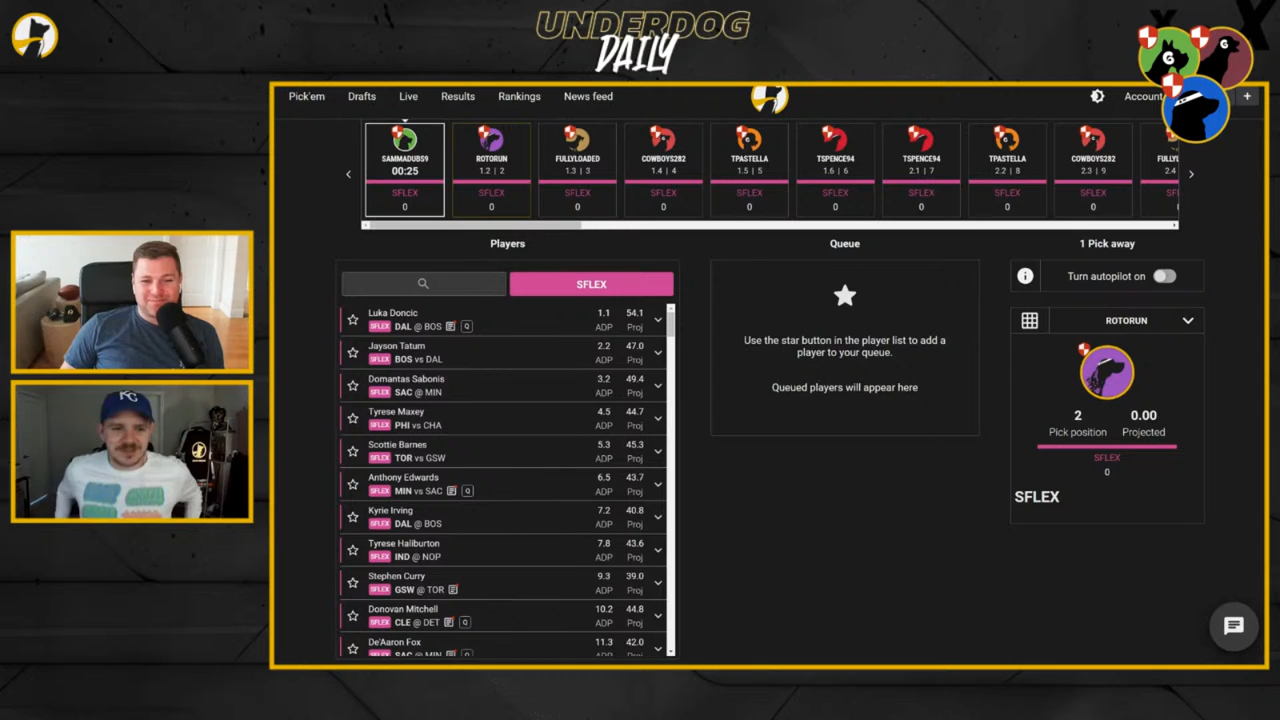 UNDERDOG
DAILY
Pick'em
Drafts
Live
Results
Rankings
News feed
Account
+
SAMMADUBS9
00:25
SFLEX
0
ROTORUN
1.2 | 2
SFLEX
0
FULLYLOADED
1.3 | 3
SFLEX
0
COWBOYS282
1.4 | 4
SFLEX
0
TPASTELLA
1.5 | 5
SFLEX
0
TSPENCE94
1.6 | 6
SFLEX
0
TSPENCE94
2.1 | 7
SFLEX
0
TPASTELLA
2.2 | 8
SFLEX
0
COWBOYS282
2.3 | 9
SFLEX
0
FULLYL
2.4
SF
0
Players
Queue
1 Pick away
SFLEX
Luka Doncic 1.1 54.1
SFLEX DAL @ BOS Q ADP Proj
Jayson Tatum 2.2 47.0
SFLEX BOS vs DAL ADP Proj
Domantas Sabonis 3.2 49.4
SFLEX SAC @ MIN ADP Proj
Tyrese Maxey 4.5 44.7
SFLEX PHI vs CHA ADP Proj
Scottie Barnes 5.3 45.3
SFLEX TOR vs GSW ADP Proj
Anthony Edwards 6.5 43.7
SFLEX MIN vs SAC Q ADP Proj
Kyrie Irving 7.2 40.8
SFLEX DAL @ BOS ADP Proj
Tyrese Haliburton 7.8 43.6
SFLEX IND @ NOP ADP Proj
Stephen Curry 9.3 39.0
SFLEX GSW @ TOR ADP Proj
Donovan Mitchell 10.2 44.8
SFLEX CLE @ DET Q ADP Proj
De'Aaron Fox 11.3 42.0
SFLEX SAC @ MIN Q ADP Proj
Use the star button in the player list to add a
player to your queue.
Queued players will appear here
Turn autopilot on
ROTORUN
2 0.00
Pick position Projected
SFLEX
0
SFLEX
KC
G
G